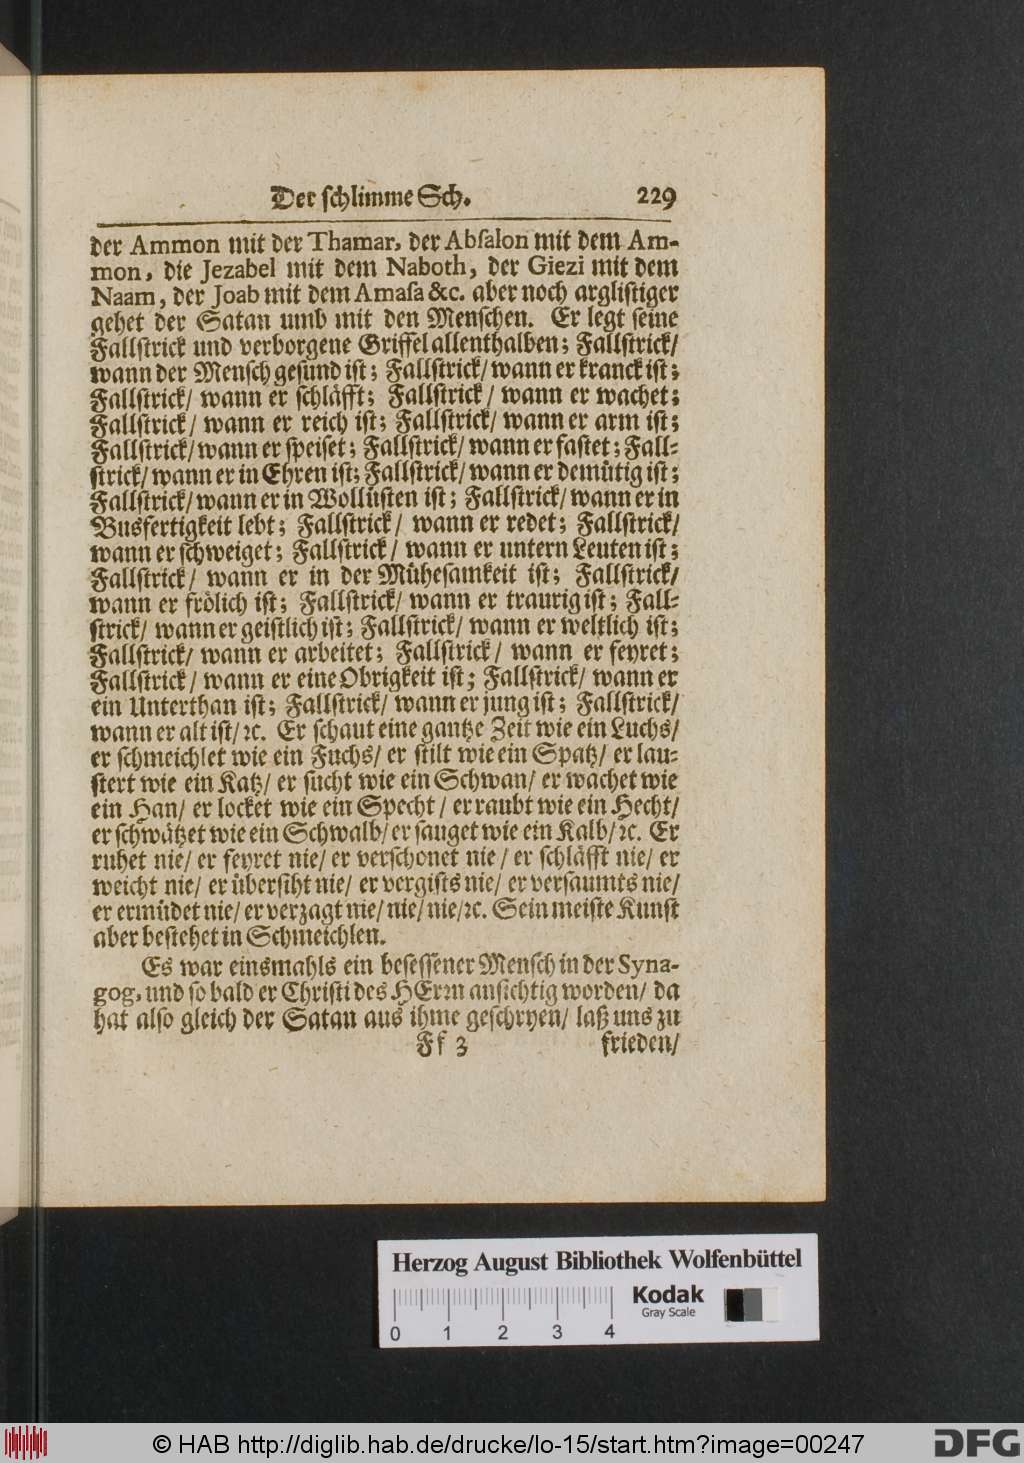 Der ſchlimme Sch. 229
der Ammon mit der Thamar, der Abſalon mit dem Am-
mon, die Jezabel mit dem Naboth, der Giezi mit dem
Naam, der Joab mit dem Amaſa &c. aber noch argliſtiger
gehet der Satan umb mit den Menſchen. Er legt ſeine
Fallſtrick und verborgene Griffel allenthalben; Fallſtrick/
wann der Menſch geſund iſt; Fallſtrick/ wann er kranck iſt;
Fallſtrick/ wann er ſchläfft; Fallſtrick/ wann er wachet;
Fallſtrick/ wann er reich iſt; Fallſtrick/ wann er arm iſt;
Fallſtrick/ wann er ſpeiſet; Fallſtrick/ wann er faſtet; Fall-
ſtrick/ wann er in Ehren iſt; Fallſtrick/ wann er demütig iſt;
Fallſtrick/ wann er in Wollüſten iſt; Fallſtrick/ wann er in
Busfertigkeit lebt; Fallſtrick/ wann er redet; Fallſtrick/
wann er ſchweiget; Fallſtrick/ wann er untern Leuten iſt;
Fallſtrick/ wann er in der Müheſamkeit iſt; Fallſtrick/
wann er frölich iſt; Fallſtrick/ wann er traurig iſt; Fall-
ſtrick/ wann er geiſtlich iſt; Fallſtrick/ wann er weltlich iſt;
Fallſtrick/ wann er arbeitet; Fallſtrick/ wann er feyret;
Fallſtrick/ wann er eine Obrigkeit iſt; Fallſtrick/ wann er
ein Unterthan iſt; Fallſtrick/ wann er jung iſt; Fallſtrick/
wann er alt iſt/ ꝛc. Er ſchaut eine gantze Zeit wie ein Luchs/
er ſchmeichlet wie ein Fuchs/ er ſtilt wie ein Spatz/ er lau-
ſtert wie ein Katz/ er ſucht wie ein Schwan/ er wachet wie
ein Han/ er locket wie ein Specht/ er raubt wie ein Hecht/
er ſchwätzet wie ein Schwalb/ er ſauget wie ein Kalb/ ꝛc. Er
ruhet nie/ er feyret nie/ er verſchonet nie/ er ſchläfft nie/ er
weicht nie/ er überſiht nie/ er vergiſts nie/ er verſaumts nie/
er ermüdet nie/ er verzagt nie/ nie/ nie/ ꝛc. Sein meiſte Kunſt
aber beſtehet in Schmeichlen.
Es war einsmahls ein beſeſſener Menſch in der Syna-
gog, und ſo bald er Chriſti des HErꝛn anſichtig worden/ da
hat alſo gleich der Satan aus ihme geſchryen/ laß uns zu
Ff 3 frieden/
Herzog August Bibliothek Wolfenbüttel
Kodak
Gray Scale
0 1 2 3 4
© HAB http://diglib.hab.de/drucke/lo-15/start.htm?image=00247
DFG